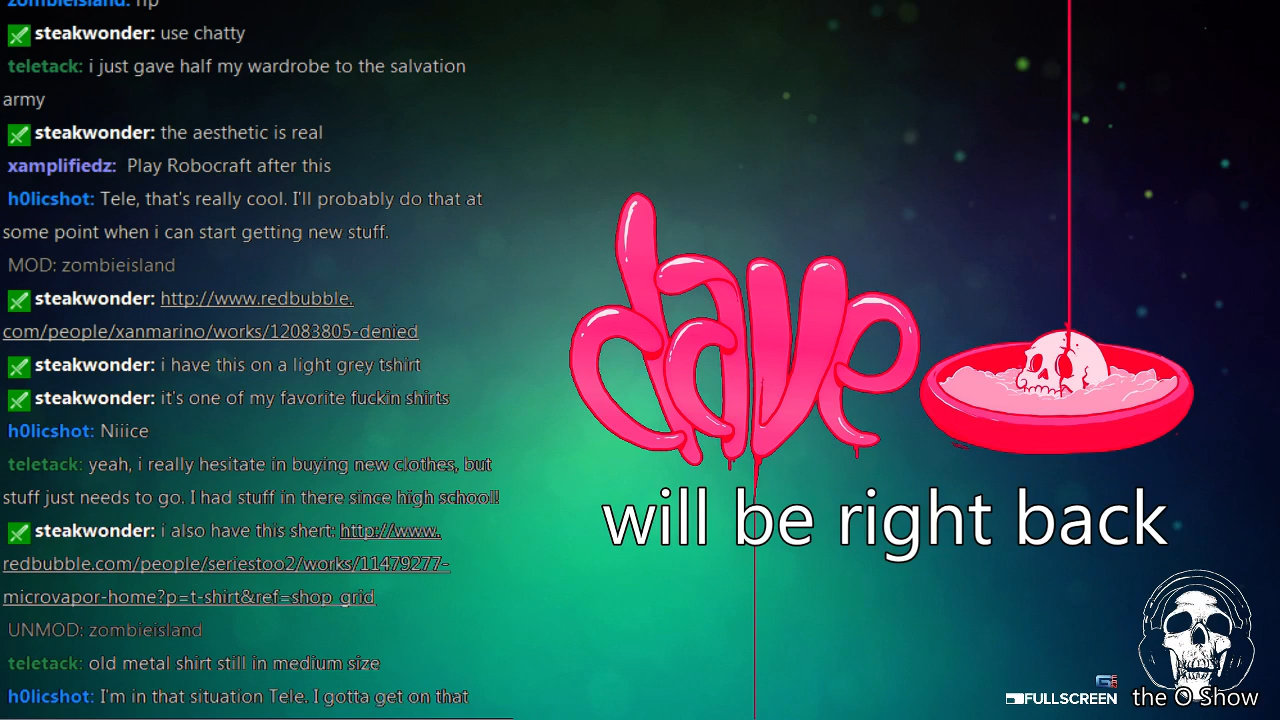 zombieisland: rip
steakwonder: use chatty
teletack: i just gave half my wardrobe to the salvation
army
steakwonder: the aesthetic is real
xamplifiedz: Play Robocraft after this
h0licshot: Tele, that's really cool. I'll probably do that at
some point when i can start getting new stuff.
MOD: zombieisland
steakwonder: http://www.redbubble.
com/people/xanmarino/works/12083805-denied
steakwonder: i have this on a light grey tshirt
steakwonder: it's one of my favorite fuckin shirts
h0licshot: Niiice
teletack: yeah, i really hesitate in buying new clothes, but
stuff just needs to go. I had stuff in there since high school!
steakwonder: i also have this shert: http://www.
redbubble.com/people/seriestoo2/works/11479277-
microvapor-home?p=t-shirt&ref=shop_grid
UNMOD: zombieisland
teletack: old metal shirt still in medium size
h0licshot: I'm in that situation Tele. I gotta get on that
dave
will be right back
FULLSCREEN
the O Show